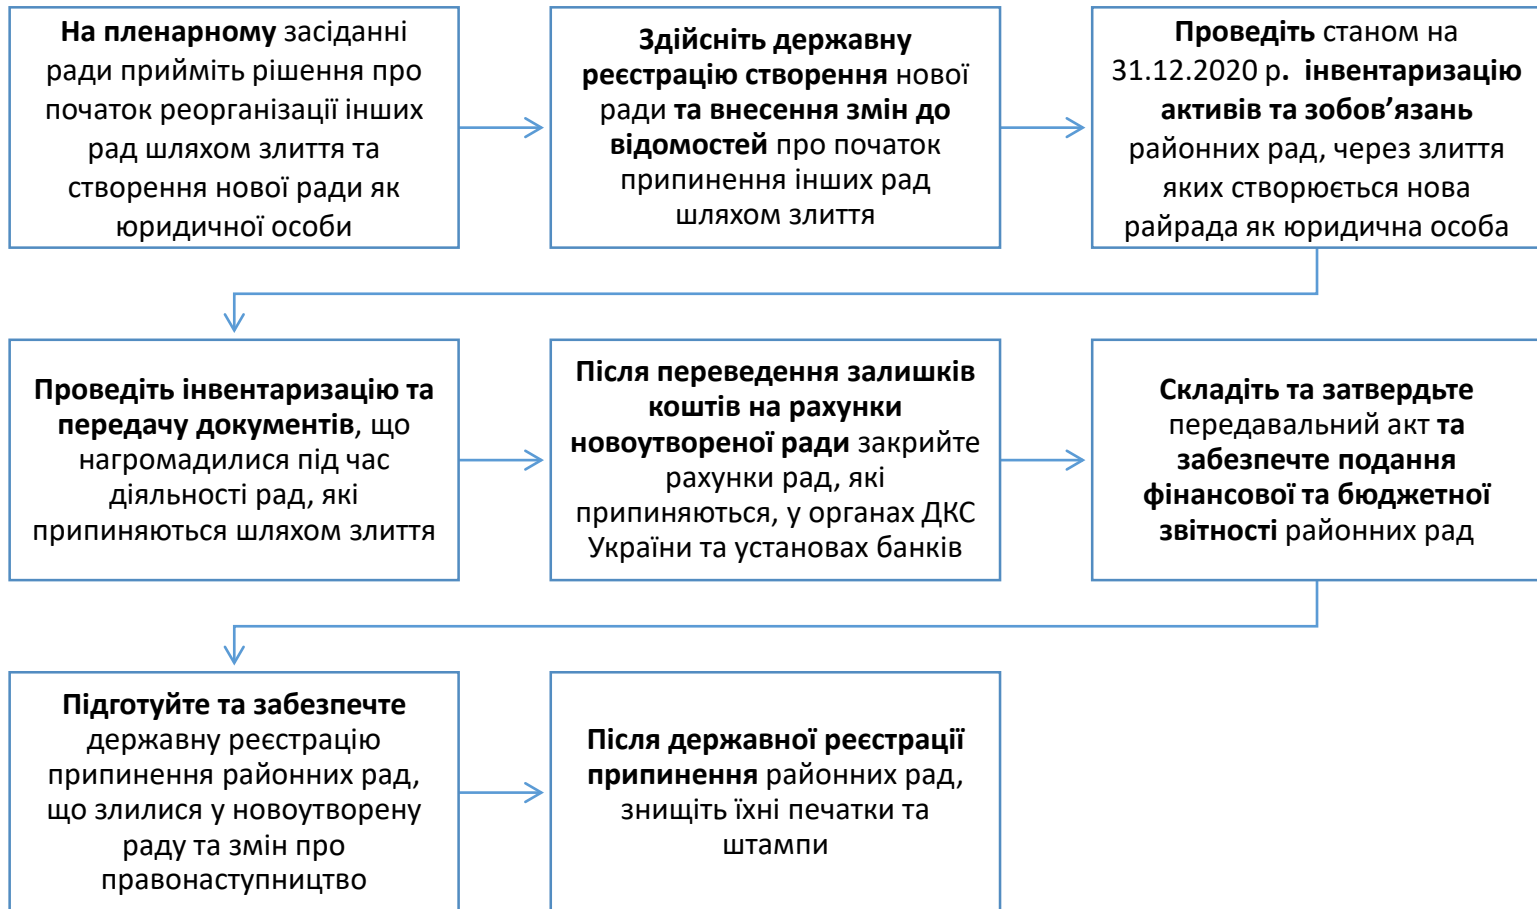 На пленарному засіданні
ради прийміть рішення про
початок реорганізації інших
рад шляхом злиття та
створення нової ради як
юридичної особи
Здійсніть державну
реєстрацію створення нової
ради та внесення змін до
відомостей про початок
припинення інших рад
шляхом злиття
Проведіть станом на
31.12.2020 р. інвентаризацію
активів та зобов’язань
районних рад, через злиття
яких створюється нова
райрада як юридична особа
Проведіть інвентаризацію та
передачу документів, що
нагромадилися під час
діяльності рад, які
припиняються шляхом злиття
Після переведення залишків
коштів на рахунки
новоутвореної ради закрийте
рахунки рад, які
припиняються, у органах ДКС
України та установах банків
Складіть та затвердьте
передавальний акт та
забезпечте подання
фінансової та бюджетної
звітності районних рад
Підготуйте та забезпечте
державну реєстрацію
припинення районних рад,
що злилися у новоутворену
раду та змін про
правонаступництво
Після державної реєстрації
припинення районних рад,
знищіть їхні печатки та
штампи